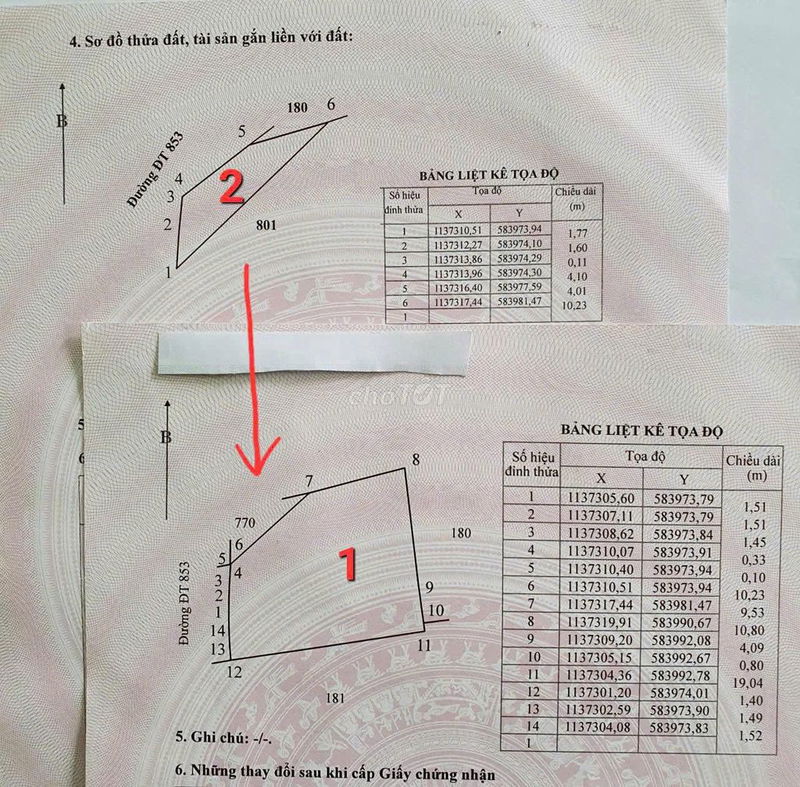 4. Sơ đồ thửa đất, tài sản gắn liền với đất:
B
Đường ĐT 853
180
6
5
4
3
2
1
2
801
BẢNG LIỆT KÊ TỌA ĐỘ
Số hiệu đỉnh thửa Tọa độ Chiều dài (m)
X Y
1 1137310,51 583973,94
1,77
2 1137312,27 583974,10
1,60
3 1137313,86 583974,29
0,11
4 1137313,96 583974,30
4,10
5 1137316,40 583977,59
4,01
6 1137317,44 583981,47
10,23
1
chợTỐT
5
6
B
Đường ĐT 853
770
7
8
6
5
4
3
2
1
14
13
12
1
180
9
10
11
181
BẢNG LIỆT KÊ TỌA ĐỘ
Số hiệu đỉnh thửa Tọa độ Chiều dài (m)
X Y
1 1137305,60 583973,79
1,51
2 1137307,11 583973,79
1,51
3 1137308,62 583973,84
1,45
4 1137310,07 583973,91
0,33
5 1137310,40 583973,94
0,10
6 1137310,51 583973,94
10,23
7 1137317,44 583981,47
9,53
8 1137319,91 583990,67
10,80
9 1137309,20 583992,08
4,09
10 1137305,15 583992,67
0,80
11 1137304,36 583992,78
19,04
12 1137301,20 583974,01
1,40
13 1137302,59 583973,90
1,49
14 1137304,08 583973,83
1,52
1
5. Ghi chú: -/-.
6. Những thay đổi sau khi cấp Giấy chứng nhận